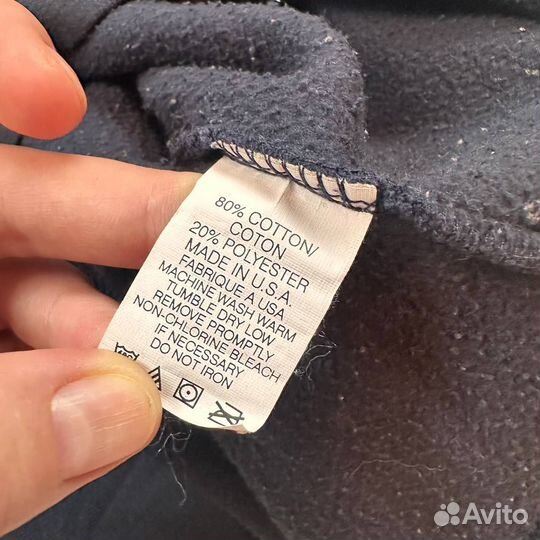 80% COTTON/
COTON
20% POLYESTER
MADE IN U.S.A.
FABRIQUE A USA
MACHINE WASH WARM
TUMBLE DRY LOW
REMOVE PROMPTLY
NON-CHLORINE BLEACH
IF NECESSARY
DO NOT IRON
Avito